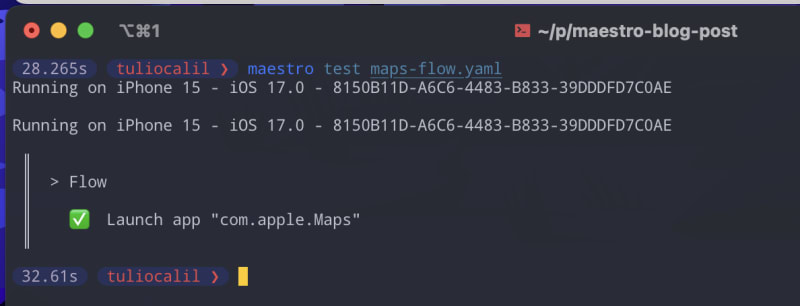 ⌥⌘1
~/p/maestro-blog-post
28.265s tuliocalil ❯ maestro test maps-flow.yaml
Running on iPhone 15 - iOS 17.0 - 8150B11D-A6C6-4483-B833-39DDDFD7C0AE
Running on iPhone 15 - iOS 17.0 - 8150B11D-A6C6-4483-B833-39DDDFD7C0AE
> Flow
✅ Launch app "com.apple.Maps"
32.61s tuliocalil ❯